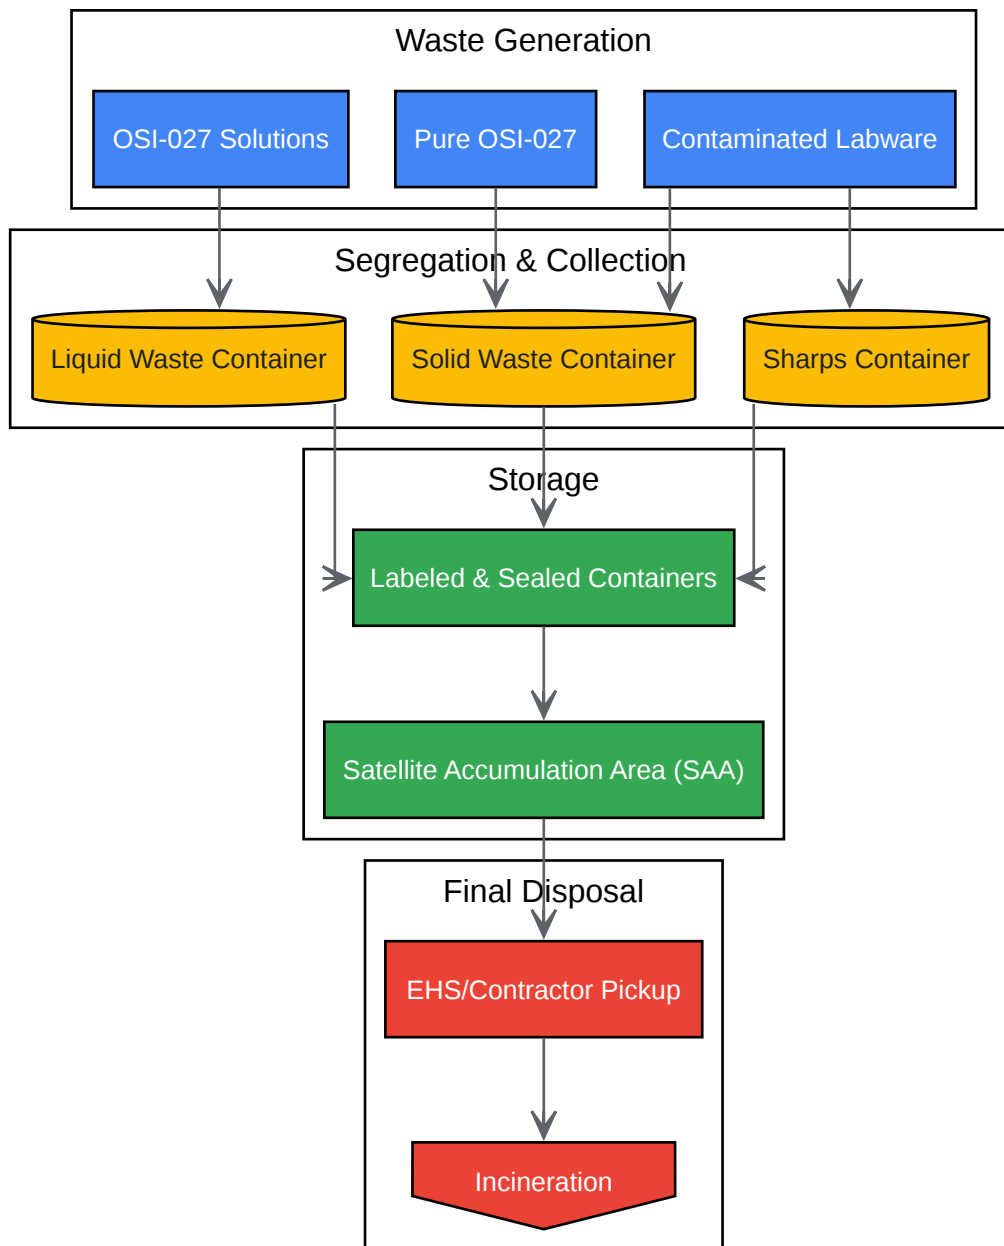 Waste Generation
OSI-027 Solutions
Pure OSI-027
Contaminated Labware
Segregation & Collection
Liquid Waste Container
Solid Waste Container
Sharps Container
Storage
Labeled & Sealed Containers
Satellite Accumulation Area (SAA)
Final Disposal
EHS/Contractor Pickup
Incineration